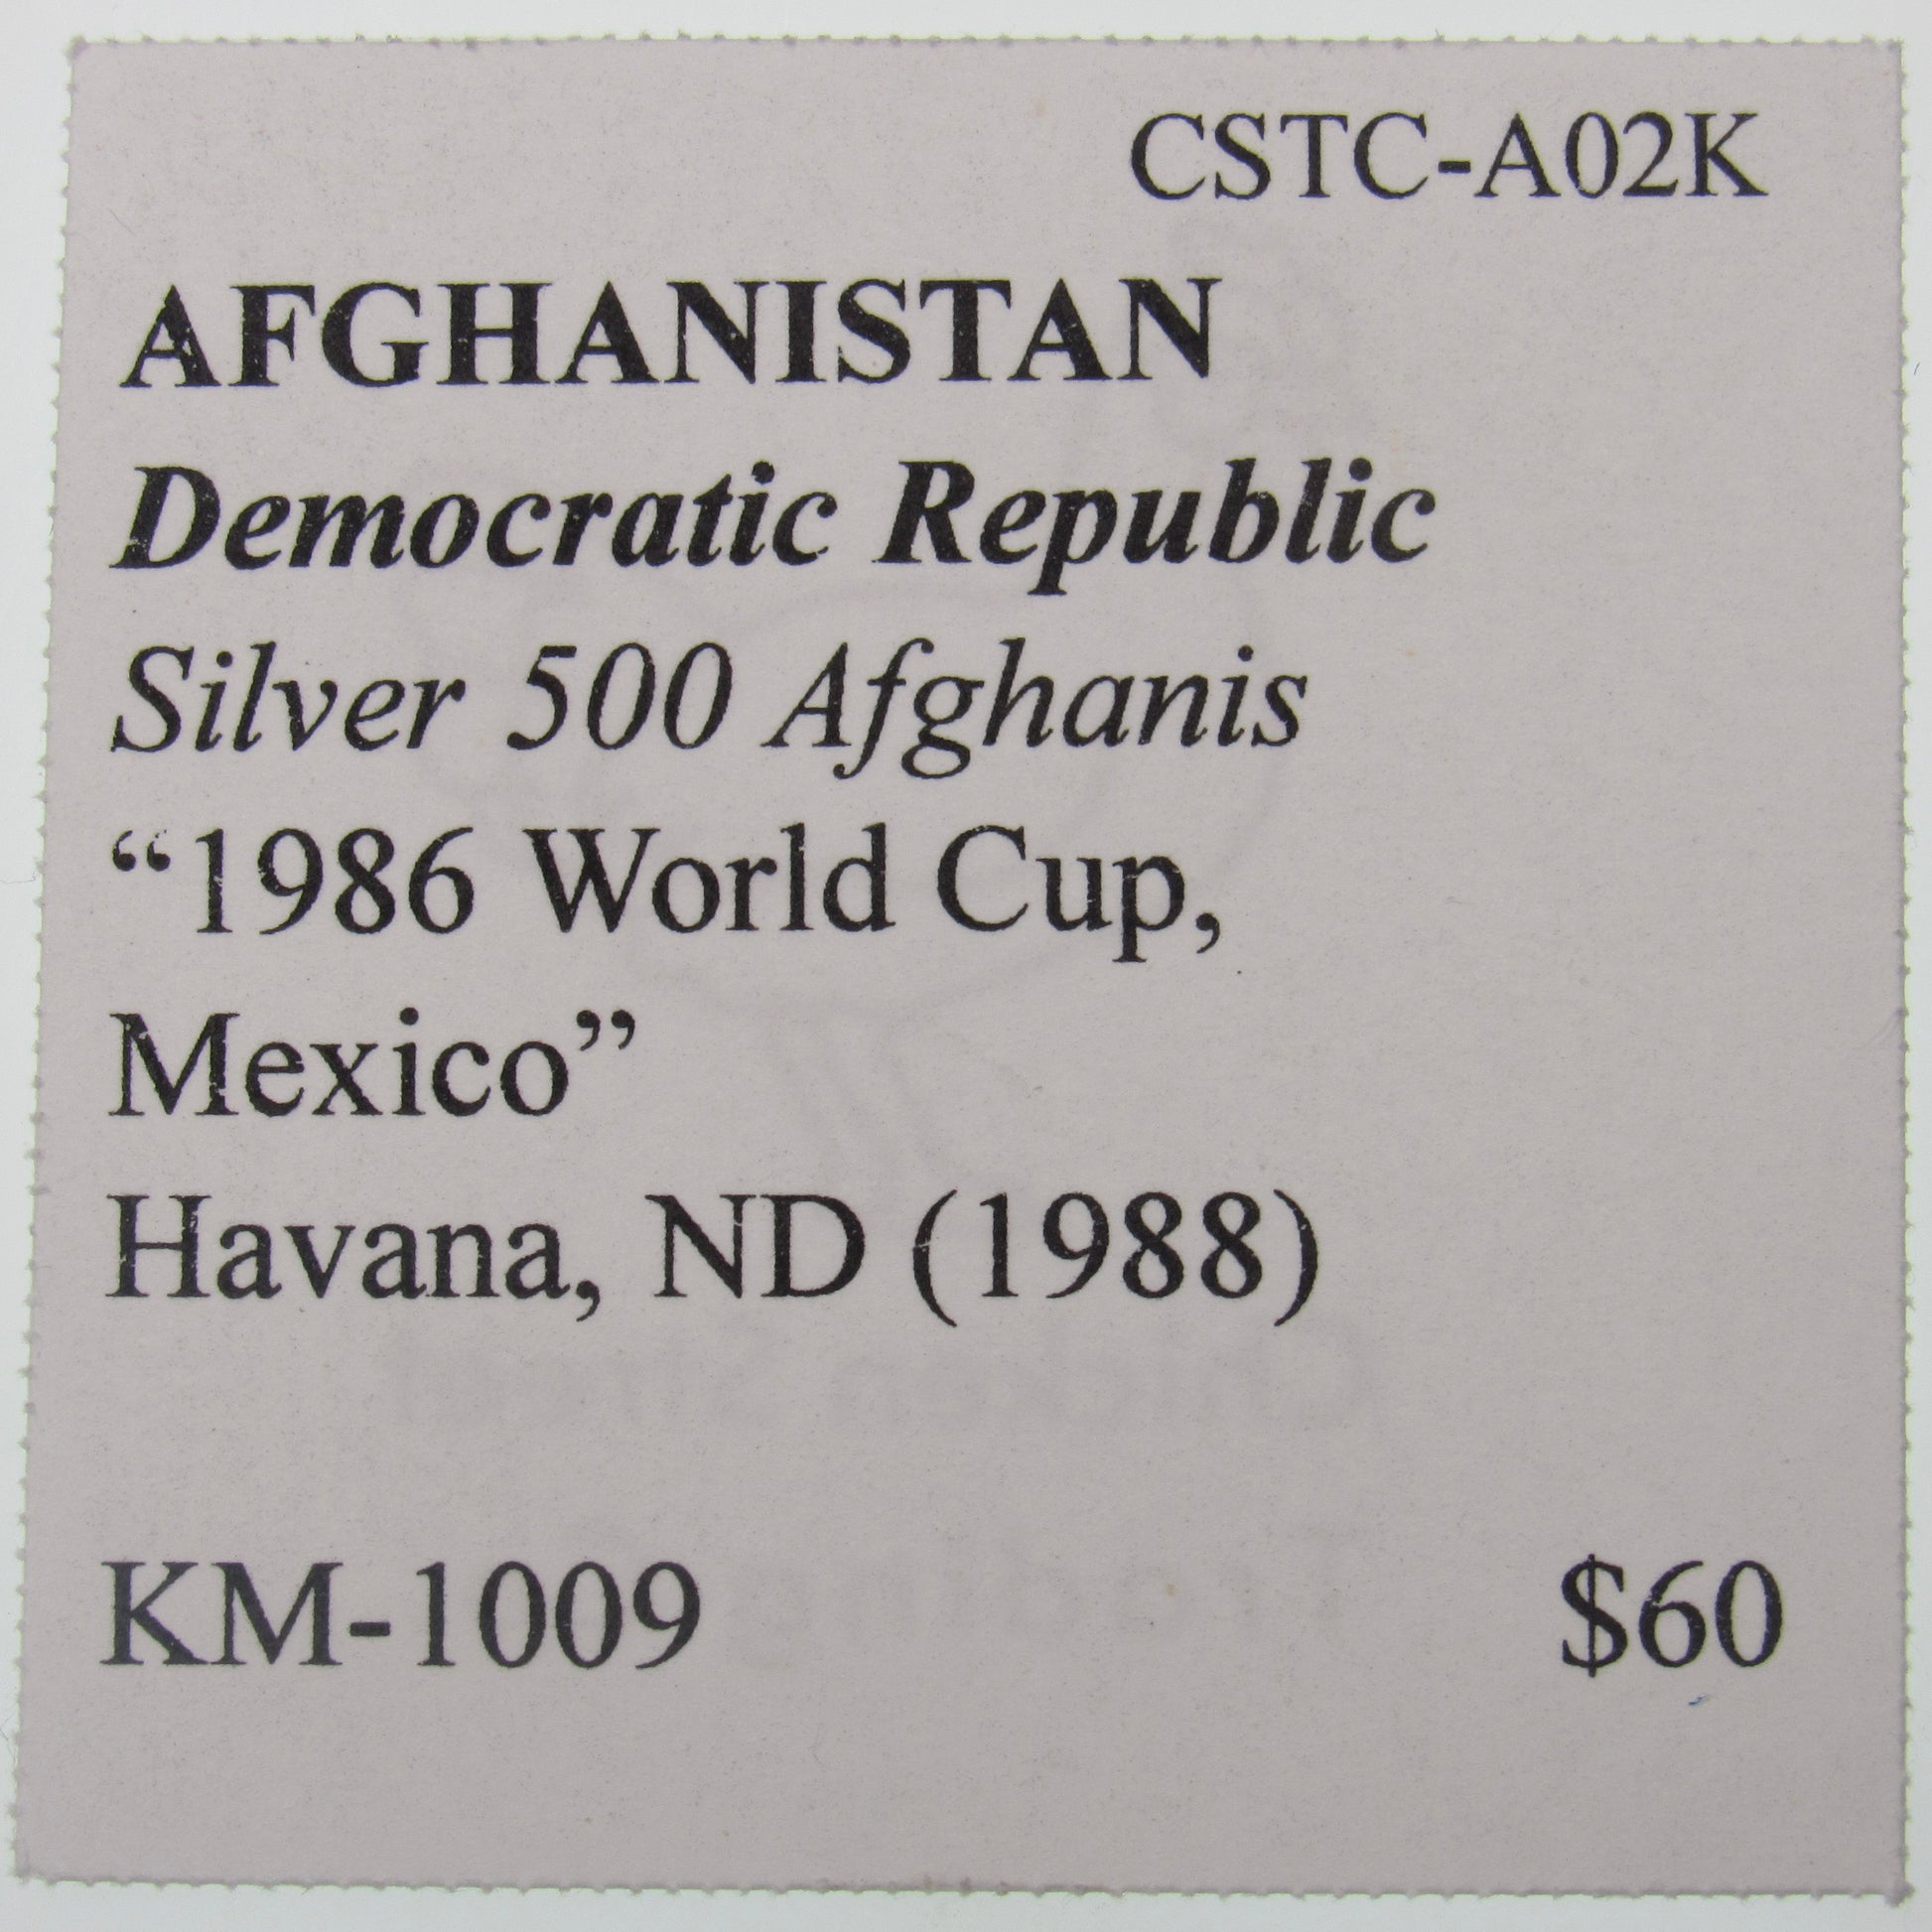 CSTC-A02K
AFGHANISTAN
Democratic Republic
Silver 500 Afghanis
“1986 World Cup,
Mexico”
Havana, ND (1988)
KM-1009 $60